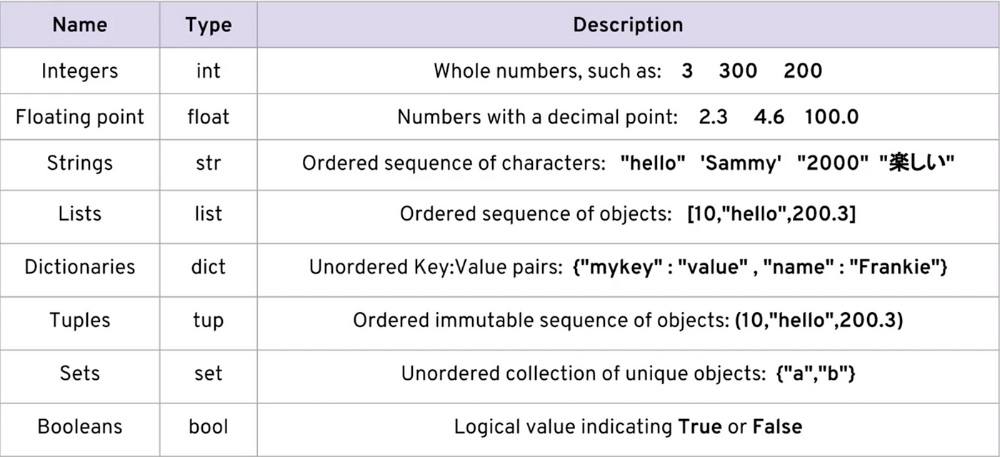 Name Type Description
Integers int Whole numbers, such as: 3 300 200
Floating point float Numbers with a decimal point: 2.3 4.6 100.0
Strings str Ordered sequence of characters: "hello" 'Sammy' "2000" "楽しい"
Lists list Ordered sequence of objects: [10,"hello",200.3]
Dictionaries dict Unordered Key:Value pairs: {"mykey" : "value" , "name" : "Frankie"}
Tuples tup Ordered immutable sequence of objects: (10,"hello",200.3)
Sets set Unordered collection of unique objects: {"a","b"}
Booleans bool Logical value indicating True or False